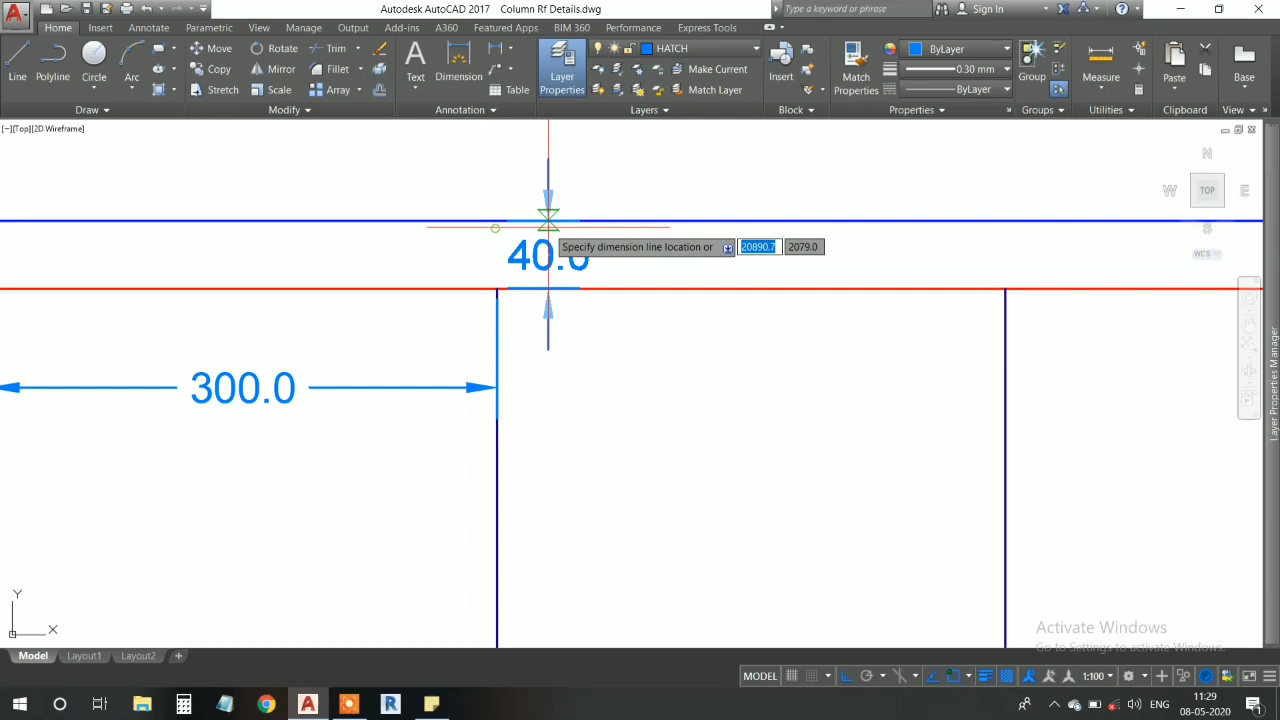 Autodesk AutoCAD 2017 Column Rf Details.dwg
Type a keyword or phrase
Sign In
Home Insert Annotate Parametric View Manage Output Add-ins A360 Featured Apps BIM 360 Performance Express Tools
Line
Polyline
Circle
Arc
Move
Rotate
Trim
Copy
Mirror
Fillet
Stretch
Scale
Array
Text
Dimension
Table
Layer
Properties
HATCH
Make Current
Match Layer
Insert
Match
Properties
ByLayer
0.30 mm
ByLayer
Group
Measure
Paste
Base
Draw Modify Annotation Layers Block Properties Groups Utilities Clipboard View
[−][Top][2D Wireframe]
N
W
TOP
E
S
WCS
Specify dimension line location or
20890.7
2079.0
40.0
300.0
Layer Properties Manager
Y
X
Activate Windows
Go to Settings to activate Windows.
Model Layout1 Layout2 +
MODEL
1:100
ENG
11:29
08-05-2020
1